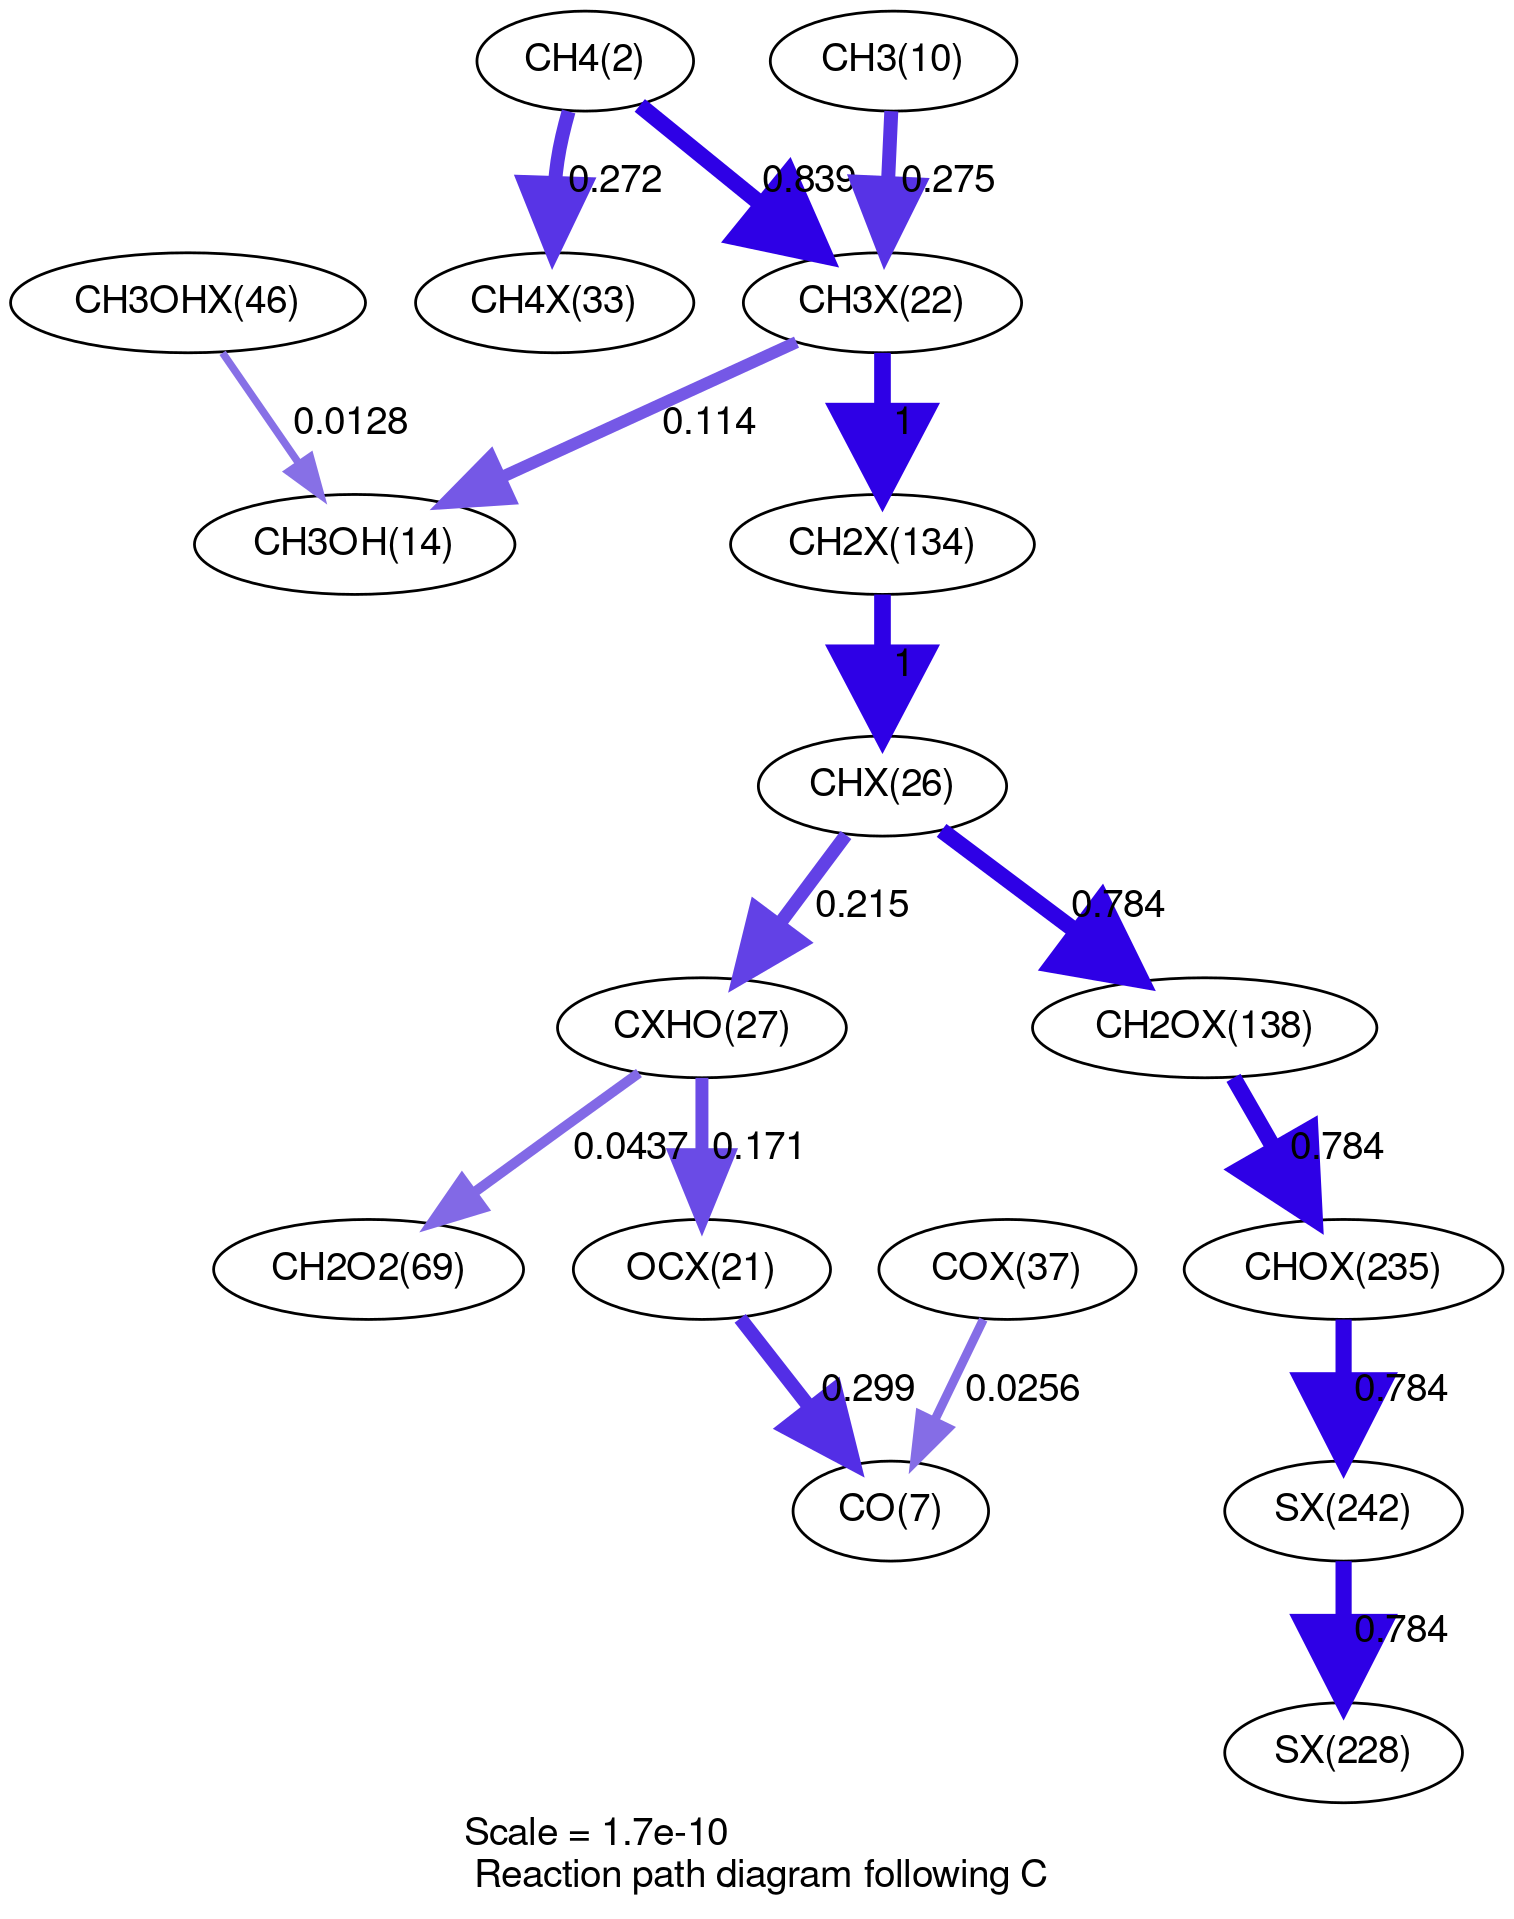 CH4(2)
CH3(10)
0.272
0.839
0.275
CH3OHX(46)
CH4X(33)
CH3X(22)
0.0128
0.114
1
CH3OH(14)
CH2X(134)
1
CHX(26)
0.215
0.784
CXHO(27)
CH2OX(138)
0.0437
0.171
0.784
CH2O2(69)
OCX(21)
COX(37)
CHOX(235)
0.299
0.0256
0.784
CO(7)
SX(242)
0.784
SX(228)
Scale = 1.7e-10
Reaction path diagram following C